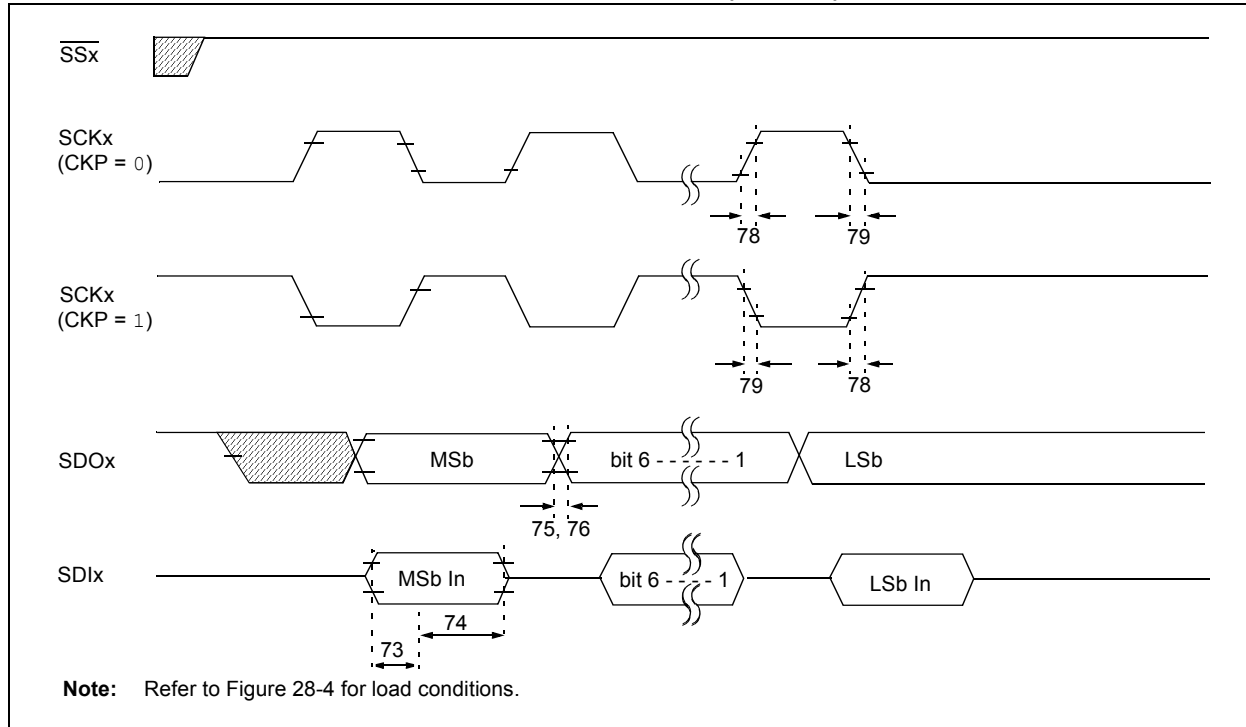 SSx
SCKx
(CKP = 0)
78
79
SCKx
(CKP = 1)
79
78
SDOx
MSb
bit 6 - - - - - - 1
LSb
75, 76
SDIx
MSb In
bit 6 - - - - 1
LSb In
74
73
Note: Refer to Figure 28-4 for load conditions.